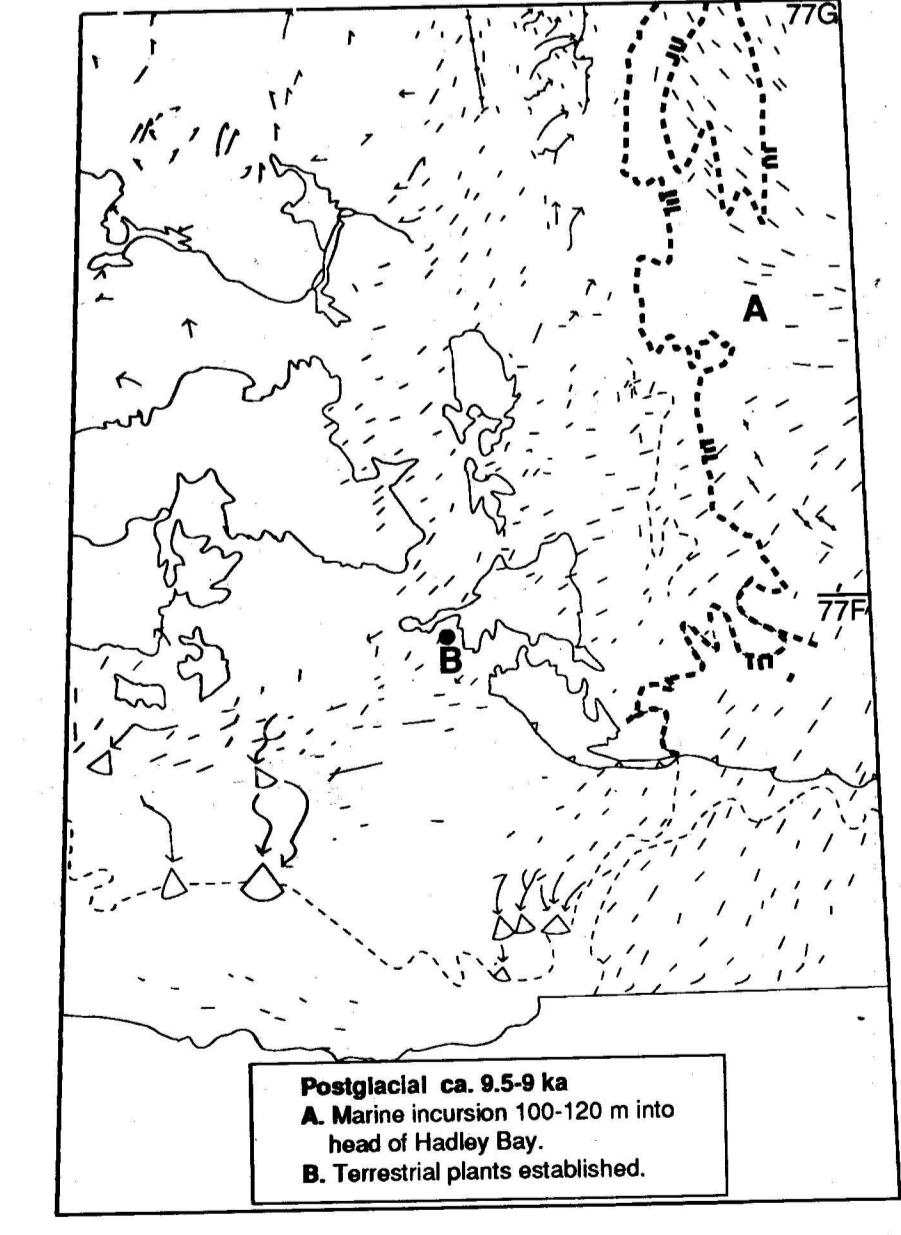 77G
A
77F
B
Postglacial ca. 9.5-9 ka
A. Marine incursion 100-120 m into
head of Hadley Bay.
B. Terrestrial plants established.